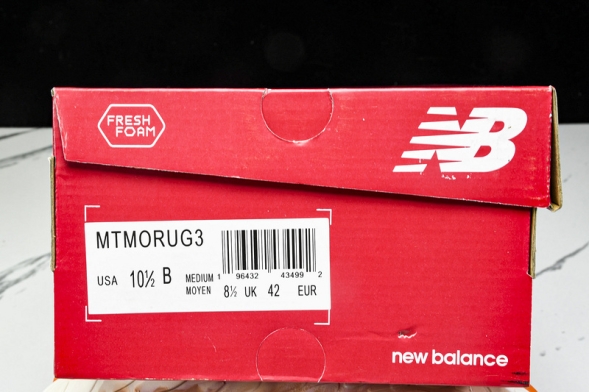 FRESH
FOAM
NB
MTMORUG3
USA 10½ B MEDIUM
MOYEN 8½ UK 42 EUR
1 96432 43499 2
new balance